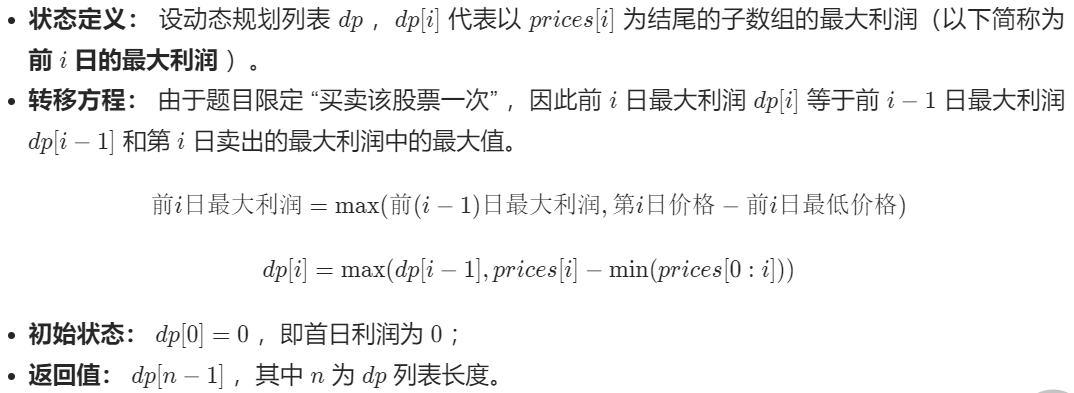 • 状态定义： 设动态规划列表 dp ，dp[i] 代表以 prices[i] 为结尾的子数组的最大利润（以下简称为
前 i 日的最大利润 ）。
• 转移方程： 由于题目限定 “买卖该股票一次” ，因此前 i 日最大利润 dp[i] 等于前 i − 1 日最大利润
dp[i − 1] 和第 i 日卖出的最大利润中的最大值。
前i日最大利润 = max(前(i − 1)日最大利润, 第i日价格 − 前i日最低价格)
dp[i] = max(dp[i − 1], prices[i] − min(prices[0 : i]))
• 初始状态： dp[0] = 0 ，即首日利润为 0 ；
• 返回值： dp[n − 1] ，其中 n 为 dp 列表长度。